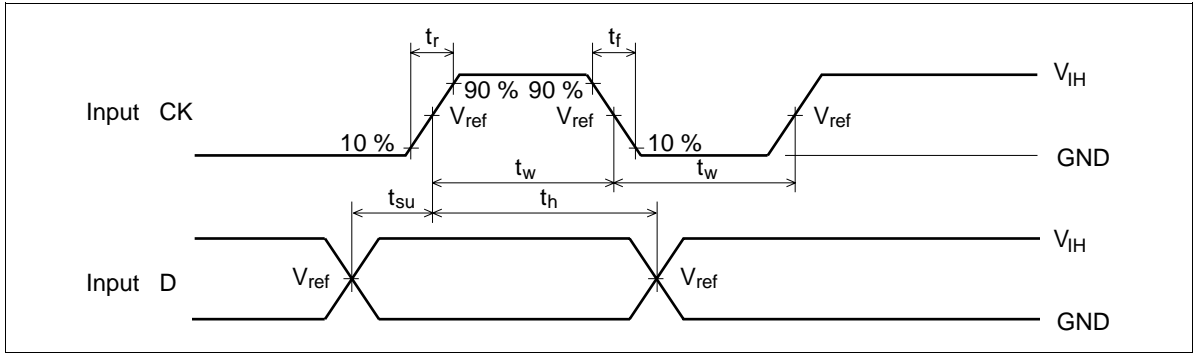 tr tf
VIH
90 % 90 %
Input CK Vref Vref Vref
10 % 10 %
GND
tw tw
tsu th
VIH
Input D Vref Vref
GND